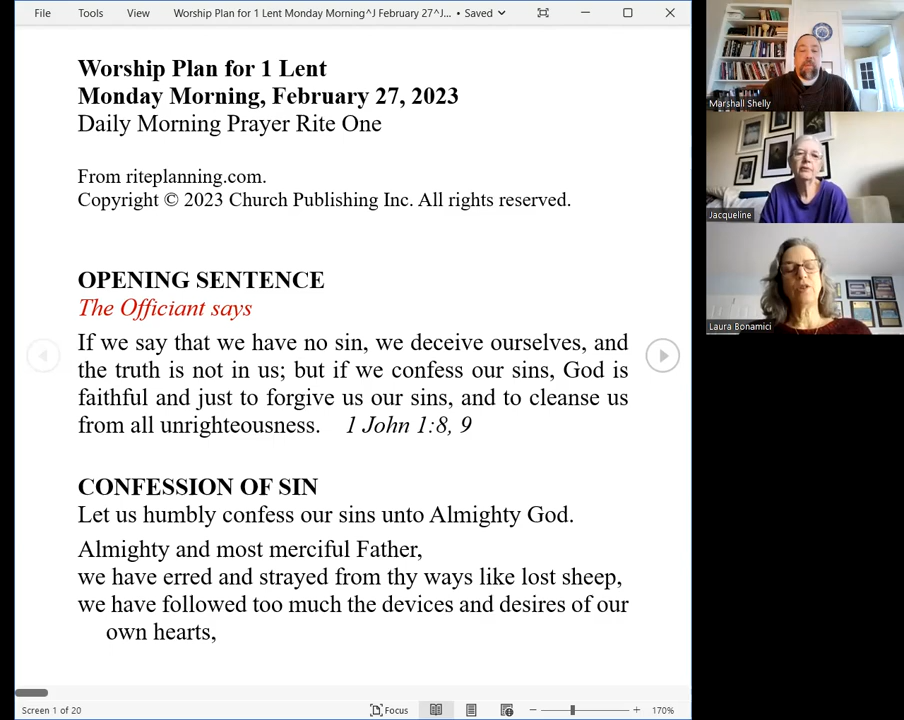 File Tools View Worship Plan for 1 Lent Monday Morning^J February 27^J... • Saved
Worship Plan for 1 Lent
Monday Morning, February 27, 2023
Daily Morning Prayer Rite One
From riteplanning.com.
Copyright © 2023 Church Publishing Inc. All rights reserved.
OPENING SENTENCE
The Officiant says
If we say that we have no sin, we deceive ourselves, and
the truth is not in us; but if we confess our sins, God is
faithful and just to forgive us our sins, and to cleanse us
from all unrighteousness. 1 John 1:8, 9
CONFESSION OF SIN
Let us humbly confess our sins unto Almighty God.
Almighty and most merciful Father,
we have erred and strayed from thy ways like lost sheep,
we have followed too much the devices and desires of our
own hearts,
Screen 1 of 20 Focus 170%
Marshall Shelly
Jacqueline
Laura Bonamici